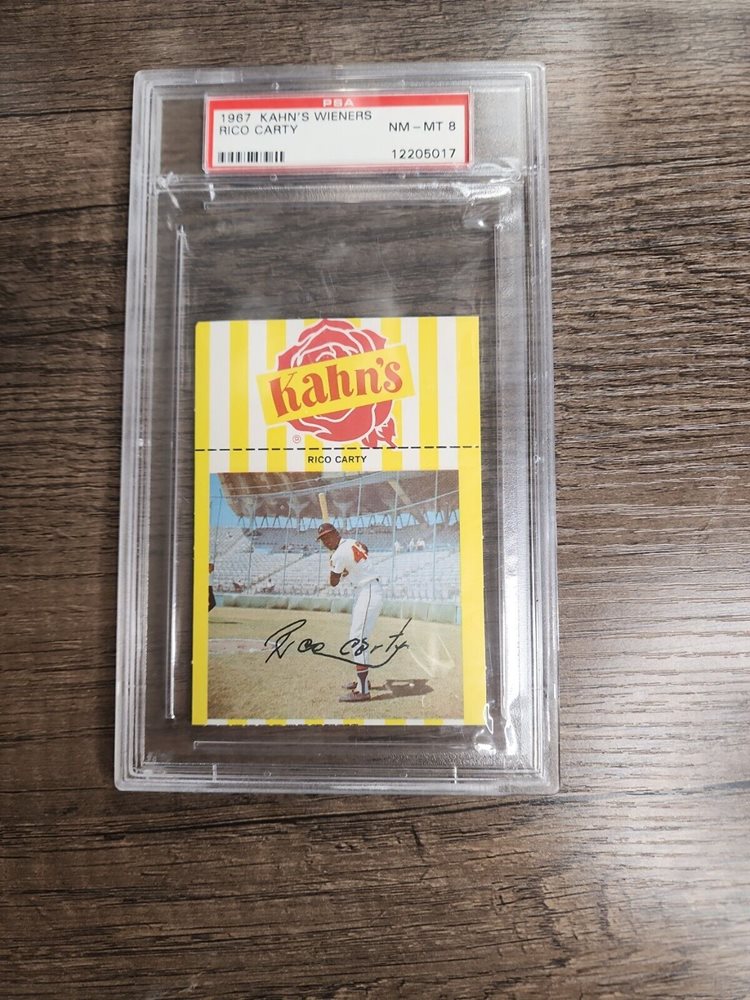 PSA
1967 KAHN'S WIENERS
RICO CARTY
NM-MT 8
12205017
Kahn's
RICO CARTY
Rico Carty